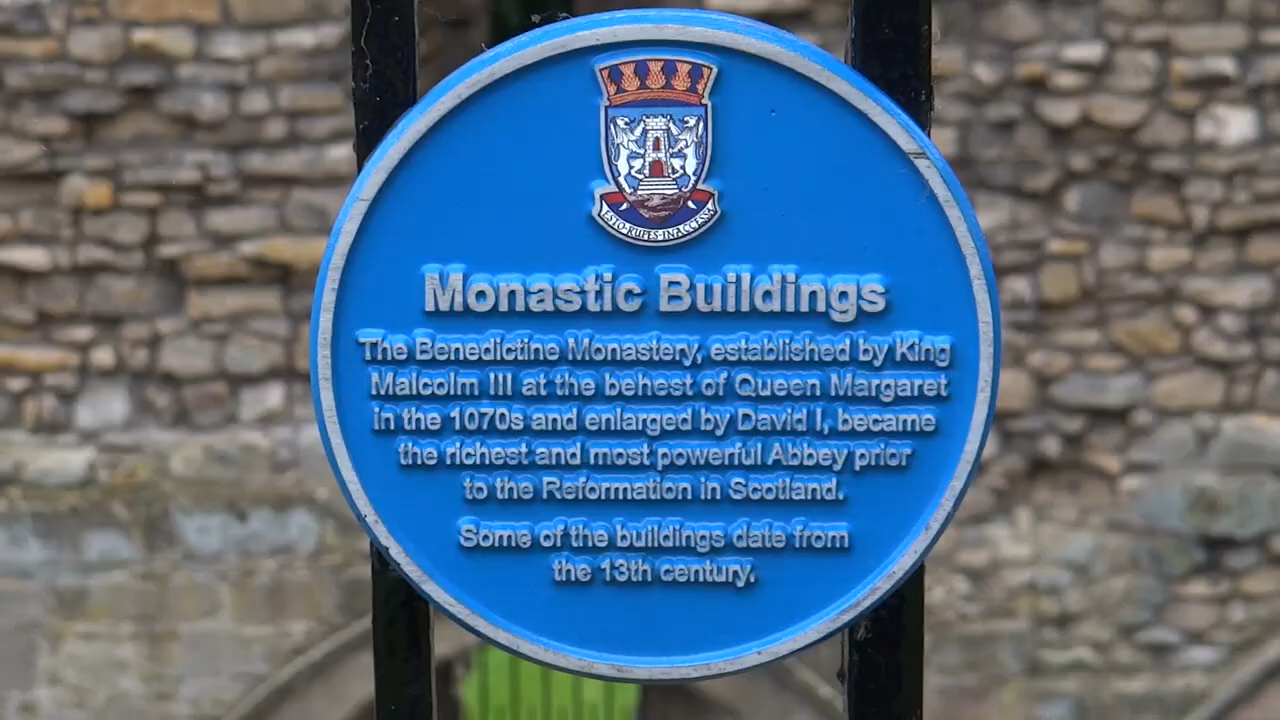 ESTO·RUPES·INACCESSA
Monastic Buildings
The Benedictine Monastery, established by King
Malcolm III at the behest of Queen Margaret
in the 1070s and enlarged by David I, became
the richest and most powerful Abbey prior
to the Reformation in Scotland.
Some of the buildings date from
the 13th century.